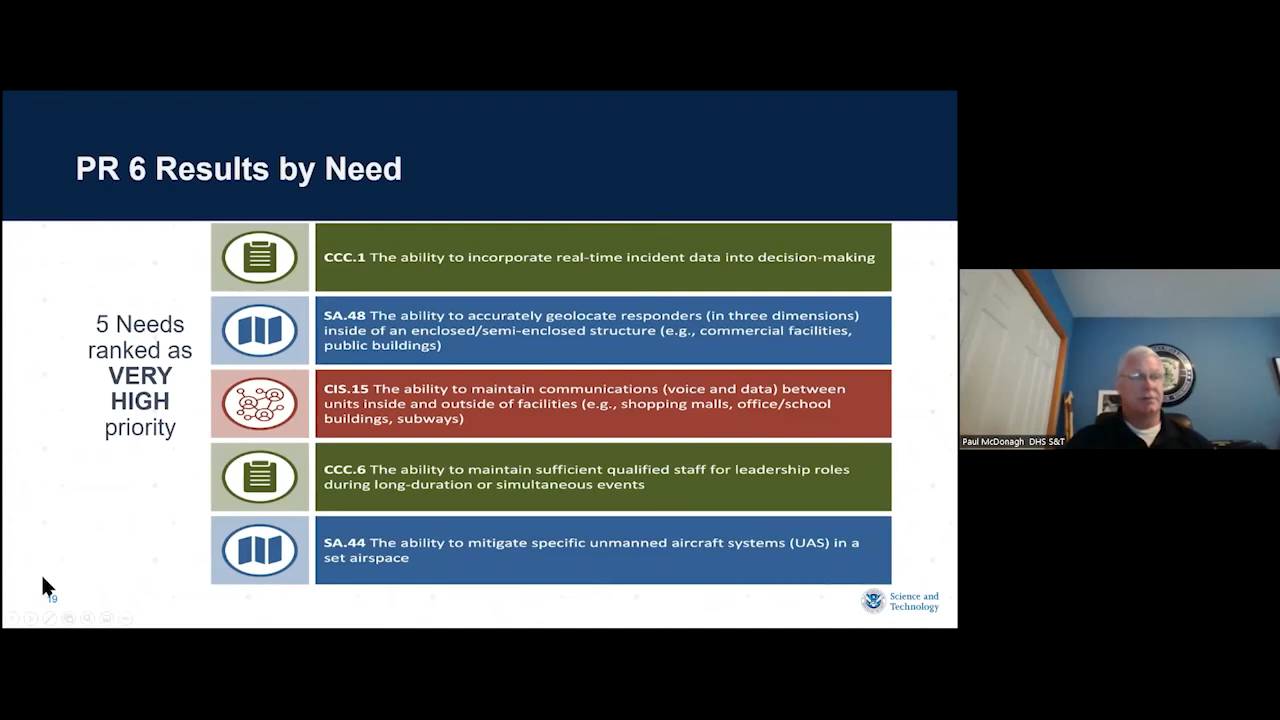 PR 6 Results by Need
5 Needs
ranked as
VERY
HIGH
priority
CCC.1 The ability to incorporate real-time incident data into decision-making
SA.48 The ability to accurately geolocate responders (in three dimensions)
inside of an enclosed/semi-enclosed structure (e.g., commercial facilities,
public buildings)
CIS.15 The ability to maintain communications (voice and data) between
units inside and outside of facilities (e.g., shopping malls, office/school
buildings, subways)
CCC.6 The ability to maintain sufficient qualified staff for leadership roles
during long-duration or simultaneous events
SA.44 The ability to mitigate specific unmanned aircraft systems (UAS) in a
set airspace
19
Science and
Technology
Paul McDonagh DHS S&T